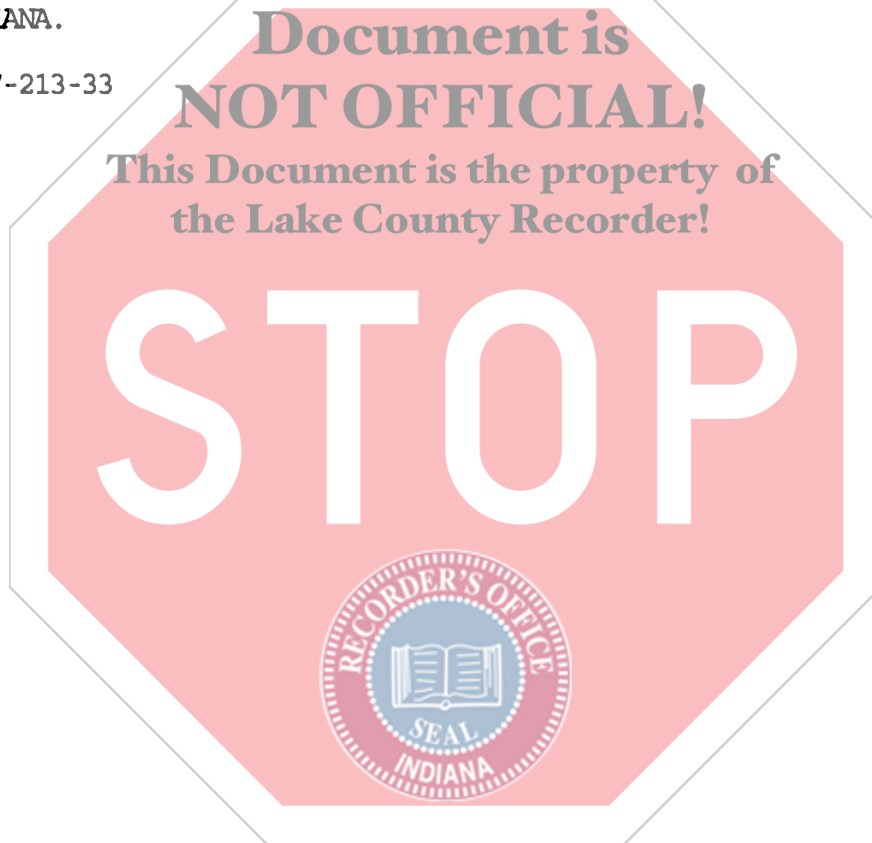 ANA.
Document is
-213-33
NOT OFFICIAL!
This Document is the property of
the Lake County Recorder!
STOP
RECORDER'S OFFICE
SEAL
INDIANA